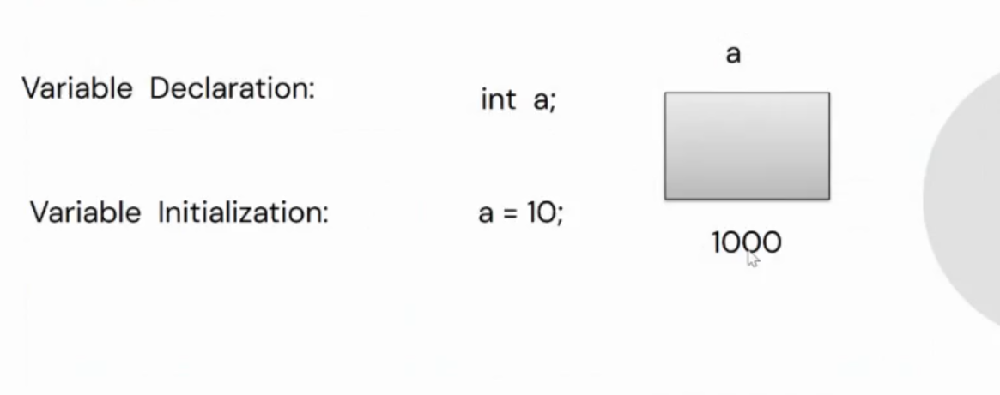 a
Variable Declaration:
int a;
Variable Initialization:
a = 10;
1000